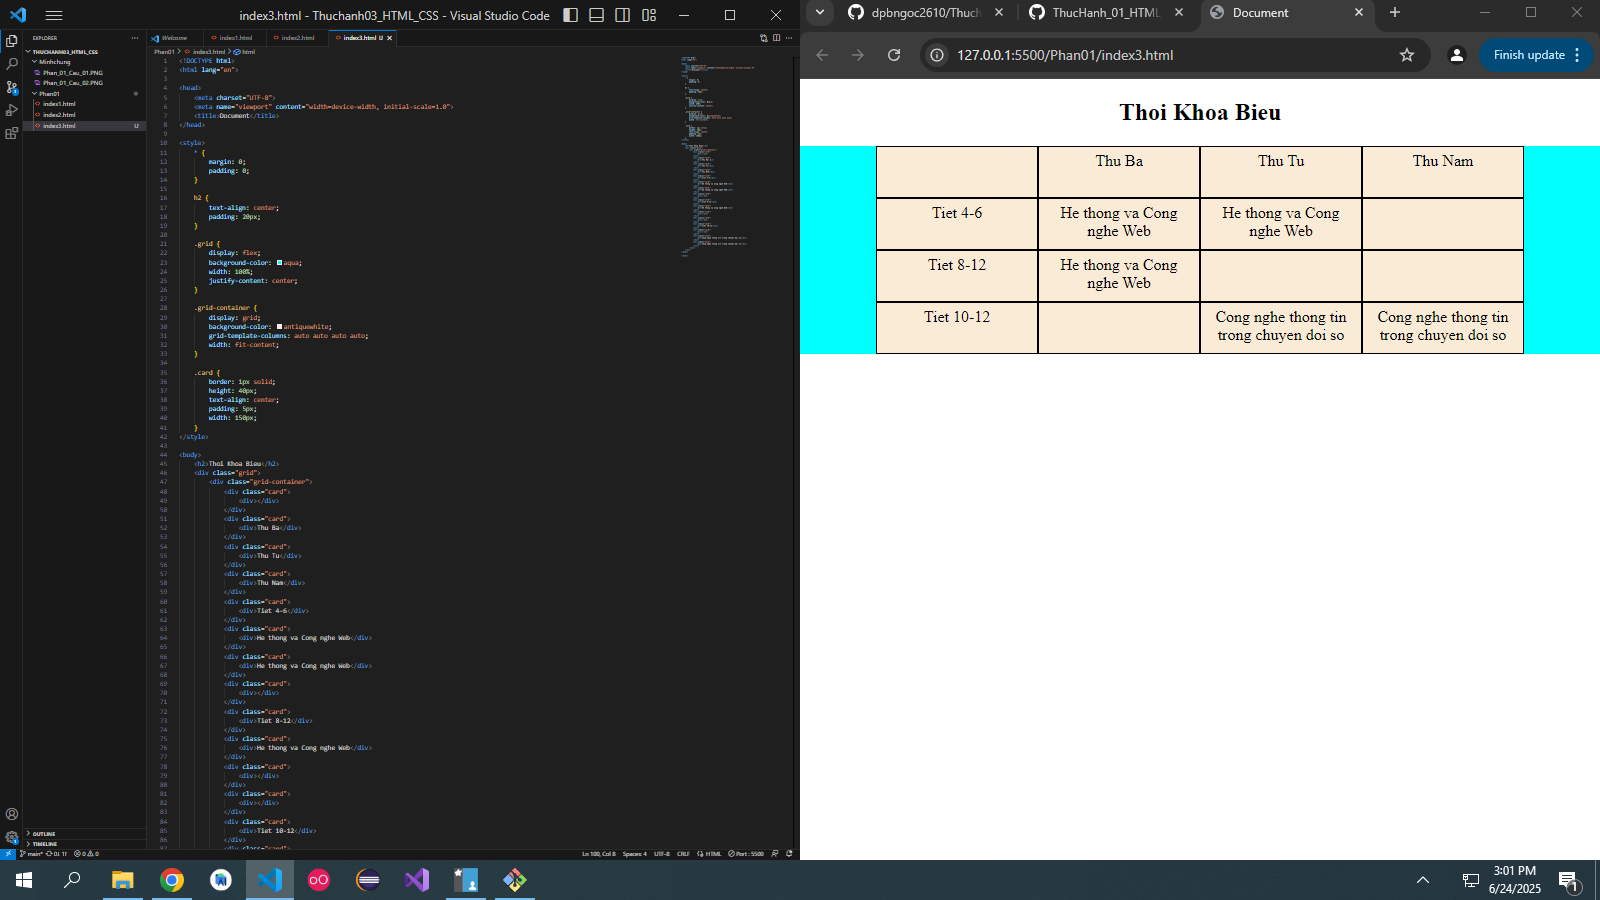 index3.html - Thuchanh03_HTML_CSS - Visual Studio Code
EXPLORER
THUCHANH03_HTML_CSS
Minhchung
Phan_01_Cau_01.PNG
Phan_01_Cau_02.PNG
Phan01
index1.html
index2.html
index3.html U
OUTLINE
TIMELINE
Welcome
index1.html
index2.html
index3.html U
Phan01 > index3.html > html
1 <!DOCTYPE html>
2 <html lang="en">
3
4 <head>
5 <meta charset="UTF-8">
6 <meta name="viewport" content="width=device-width, initial-scale=1.0">
7 <title>Document</title>
8 </head>
9
10 <style>
11 * {
12 margin: 0;
13 padding: 0;
14 }
15
16 h2 {
17 text-align: center;
18 padding: 20px;
19 }
20
21 .grid {
22 display: flex;
23 background-color: aqua;
24 width: 100%;
25 justify-content: center;
26 }
27
28 .grid-container {
29 display: grid;
30 background-color: antiquewhite;
31 grid-template-columns: auto auto auto auto;
32 width: fit-content;
33 }
34
35 .card {
36 border: 1px solid;
37 height: 40px;
38 text-align: center;
39 padding: 5px;
40 width: 150px;
41 }
42 </style>
43
44 <body>
45 <h2>Thoi Khoa Bieu</h2>
46 <div class="grid">
47 <div class="grid-container">
48 <div class="card">
49 <div></div>
50 </div>
51 <div class="card">
52 <div>Thu Ba</div>
53 </div>
54 <div class="card">
55 <div>Thu Tu</div>
56 </div>
57 <div class="card">
58 <div>Thu Nam</div>
59 </div>
60 <div class="card">
61 <div>Tiet 4-6</div>
62 </div>
63 <div class="card">
64 <div>He thong va Cong nghe Web</div>
65 </div>
66 <div class="card">
67 <div>He thong va Cong nghe Web</div>
68 </div>
69 <div class="card">
70 <div></div>
71 </div>
72 <div class="card">
73 <div>Tiet 8-12</div>
74 </div>
75 <div class="card">
76 <div>He thong va Cong nghe Web</div>
77 </div>
78 <div class="card">
79 <div></div>
80 </div>
81 <div class="card">
82 <div></div>
83 </div>
84 <div class="card">
85 <div>Tiet 10-12</div>
86 </div>
main*
0 0
Ln 100, Col 8 Spaces: 4 UTF-8 CRLF HTML Port : 5500
dpbngoc2610/Thuch
ThucHanh_01_HTML
Document
127.0.0.1:5500/Phan01/index3.html
Finish update
Thoi Khoa Bieu
Thu Ba Thu Tu Thu Nam
Tiet 4-6 He thong va Cong nghe Web He thong va Cong nghe Web
Tiet 8-12 He thong va Cong nghe Web
Tiet 10-12 Cong nghe thong tin trong chuyen doi so Cong nghe thong tin trong chuyen doi so
3:01 PM
6/24/2025
1